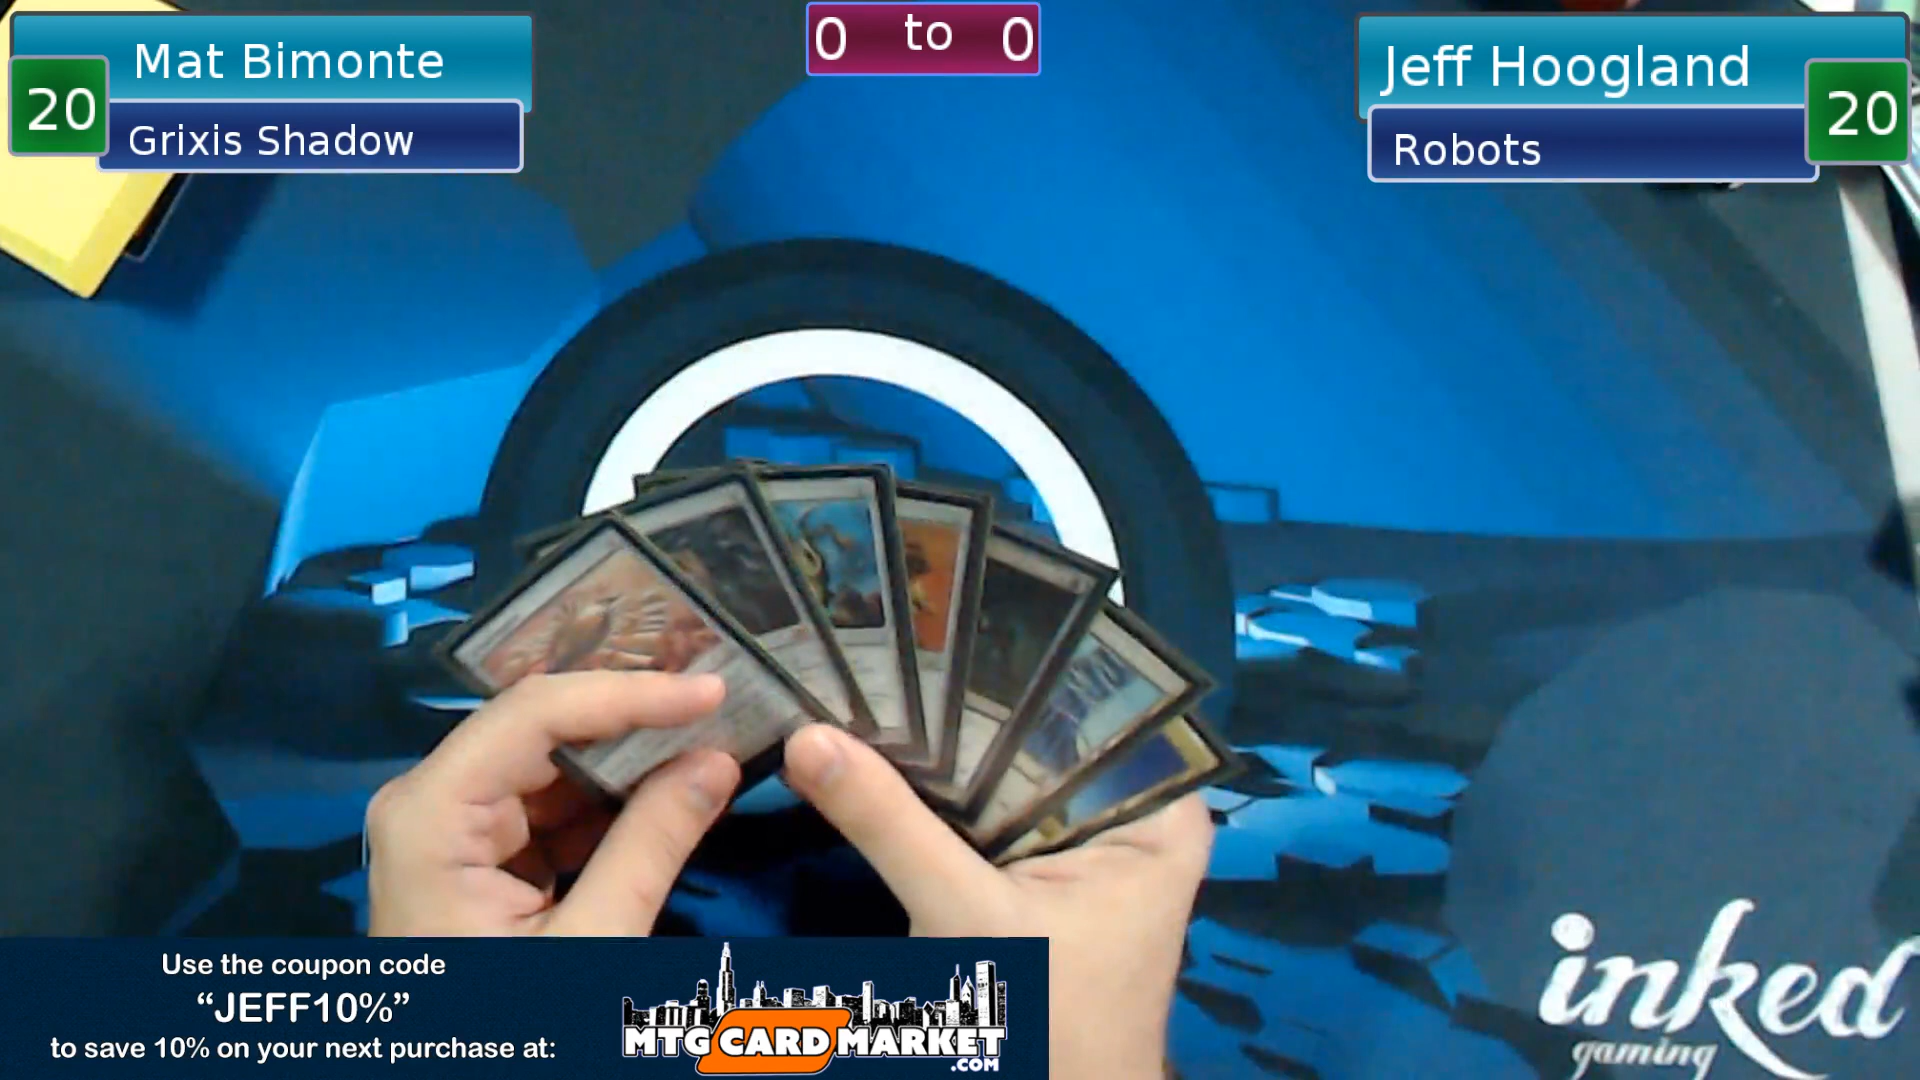 Mat Bimonte
20
Grixis Shadow
0 to 0
Jeff Hoogland
20
Robots
Use the coupon code
“JEFF10%”
to save 10% on your next purchase at:
MTG CARD MARKET
.COM
inked
gaming